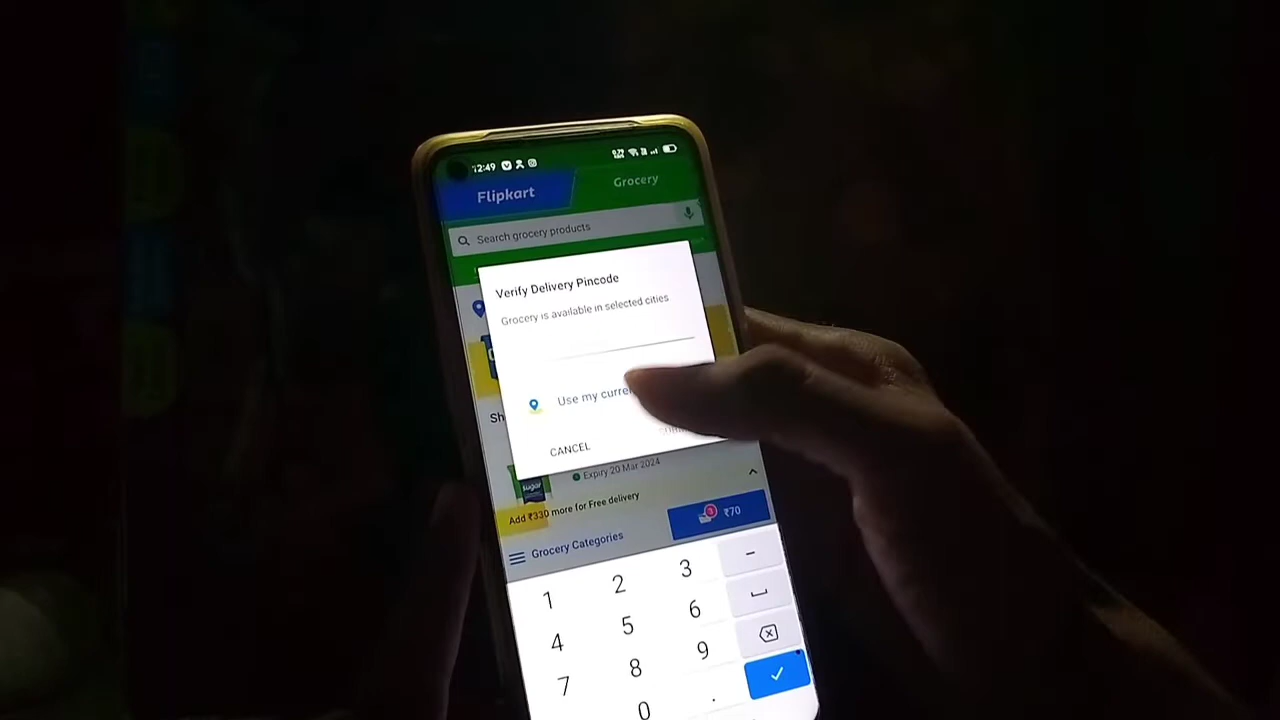 12:49
Flipkart
Grocery
Search grocery products
Verify Delivery Pincode
Grocery is available in selected cities
Use my
CANCEL
sugar
Expiry 20 Mar 2024
Add ₹330 more for Free delivery
3
₹70
Grocery Categories
1 2 3 -
4 5 6
7 8 9
0 .